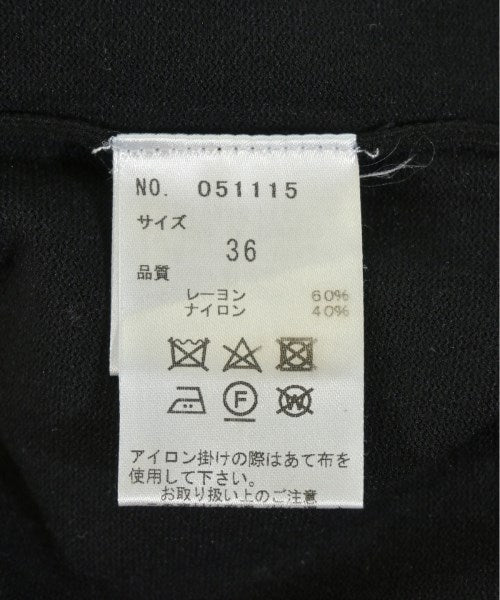 NO. 051115
サイズ
36
品質
レーヨン 60%
ナイロン 40%
F W
アイロン掛けの際はあて布を
使用して下さい。
お取り扱い上のご注意